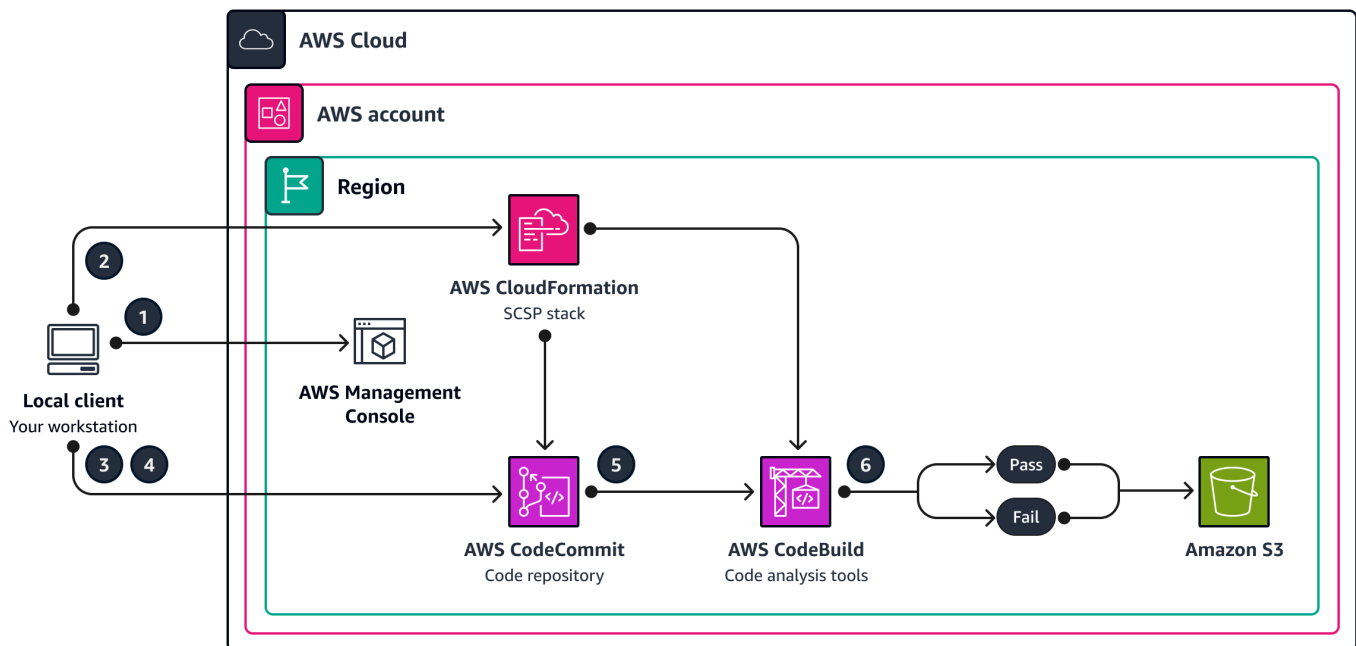 AWS Cloud
AWS account
Region
2
1
AWS CloudFormation
SCSP stack
Local client
Your workstation
AWS Management
Console
3 4
5
6
Pass
Fail
AWS CodeCommit
Code repository
AWS CodeBuild
Code analysis tools
Amazon S3